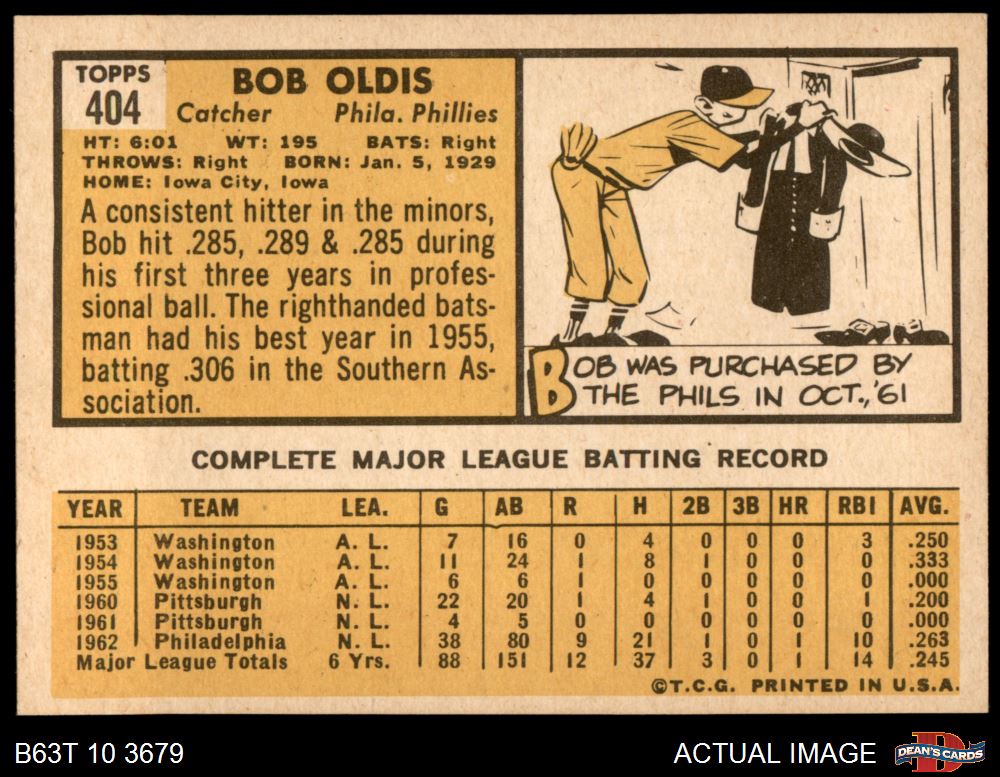 TOPPS
404
BOB OLDIS
Catcher Phila. Phillies
HT: 6:01 WT: 195 BATS: Right
THROWS: Right BORN: Jan. 5, 1929
HOME: Iowa City, Iowa
A consistent hitter in the minors,
Bob hit .285, .289 & .285 during
his first three years in profes-
sional ball. The righthanded bats-
man had his best year in 1955,
batting .306 in the Southern As-
sociation.
BOB WAS PURCHASED BY
THE PHILS IN OCT., '61
COMPLETE MAJOR LEAGUE BATTING RECORD
YEAR TEAM LEA. G AB R H 2B 3B HR RBI AVG.
1953 Washington A. L. 7 16 0 4 0 0 0 3 .250
1954 Washington A. L. 11 24 1 8 1 0 0 0 .333
1955 Washington A. L. 6 6 1 0 0 0 0 0 .000
1960 Pittsburgh N. L. 22 20 1 4 1 0 0 1 .200
1961 Pittsburgh N. L. 4 5 0 0 0 0 0 0 .000
1962 Philadelphia N. L. 38 80 9 21 1 0 1 10 .263
Major League Totals 6 Yrs. 88 151 12 37 3 0 1 14 .245
©T.C.G. PRINTED IN U.S.A.
B63T 10 3679 ACTUAL IMAGE DEAN'S CARDS